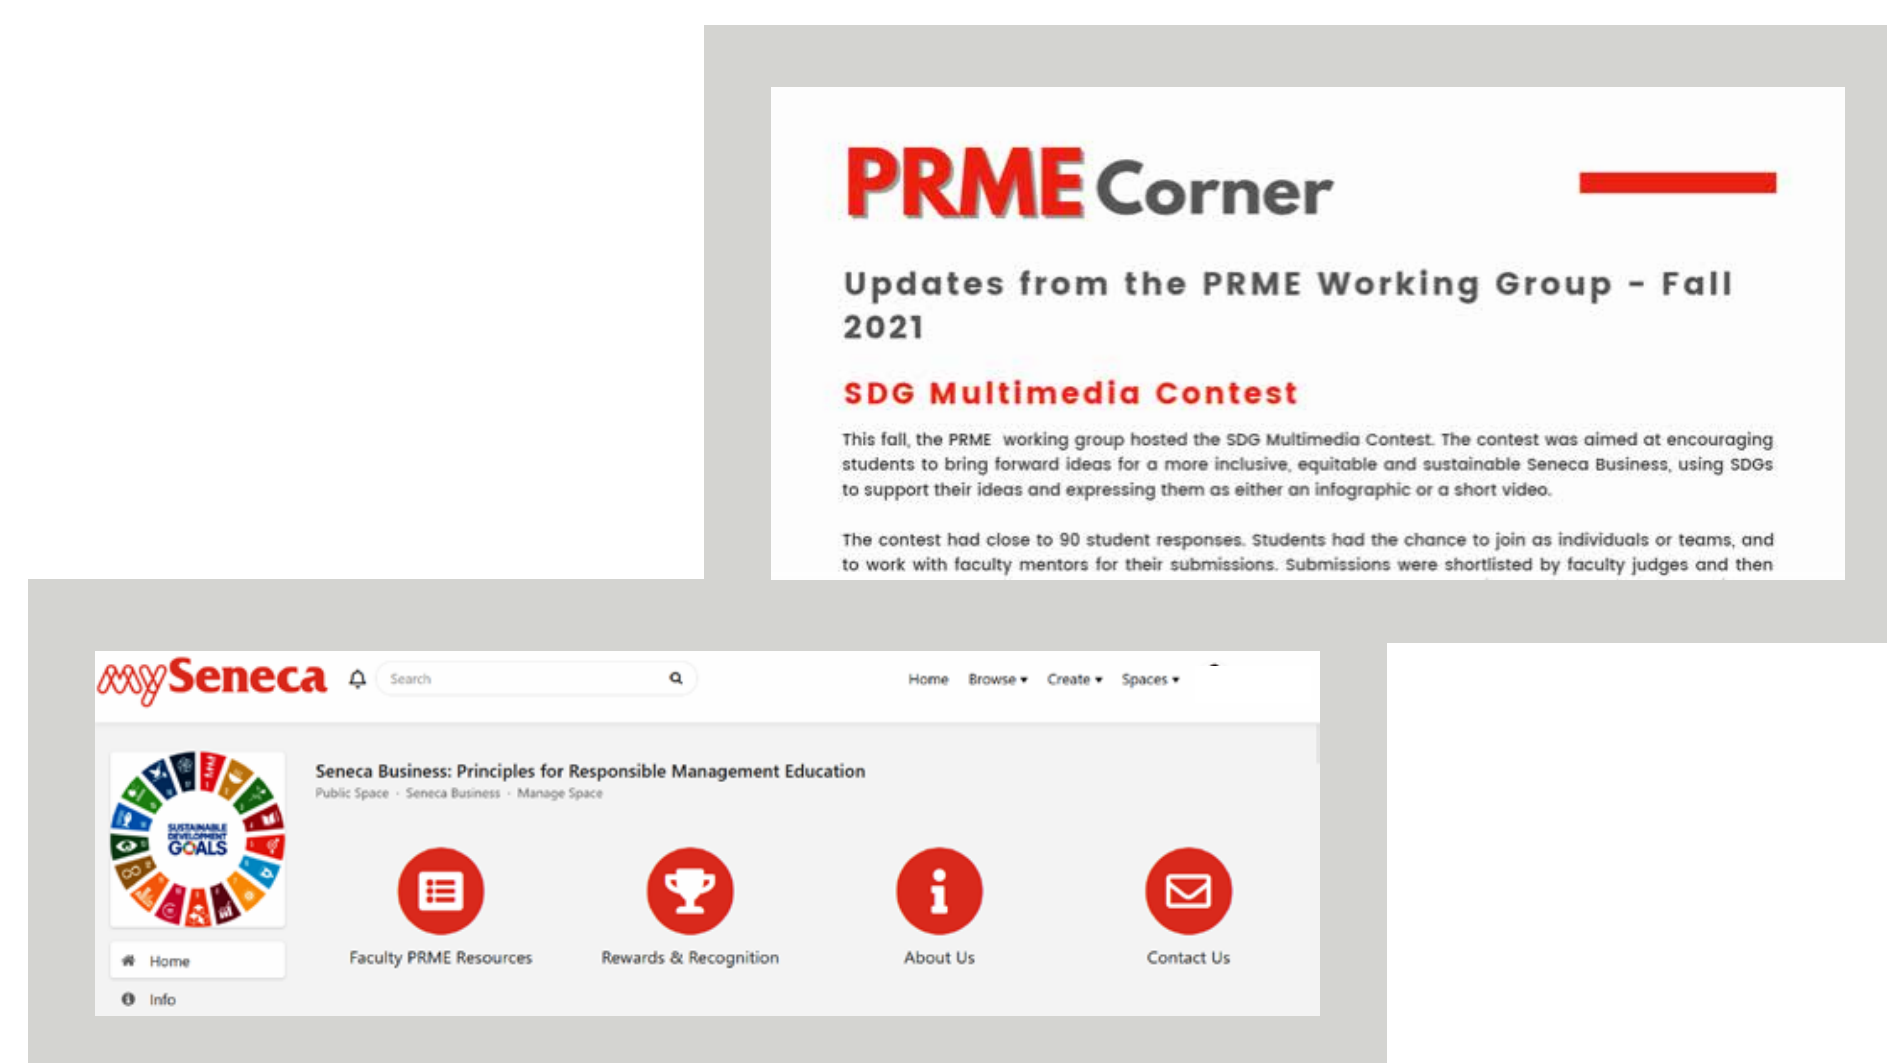 PRME Corner
Updates from the PRME Working Group - Fall
2021
SDG Multimedia Contest
This fall, the PRME working group hosted the SDG Multimedia Contest. The contest was aimed at encouraging
students to bring forward ideas for a more inclusive, equitable and sustainable Seneca Business, using SDGs
to support their ideas and expressing them as either an infographic or a short video.
The contest had close to 90 student responses. Students had the chance to join as individuals or teams, and
to work with faculty mentors for their submissions. Submissions were shortlisted by faculty judges and then
mySeneca
Search
Home Browse Create Spaces
SUSTAINABLE
DEVELOPMENT
GOALS
Seneca Business: Principles for Responsible Management Education
Public Space · Seneca Business · Manage Space
Faculty PRME Resources
Rewards & Recognition
About Us
Contact Us
Home
Info